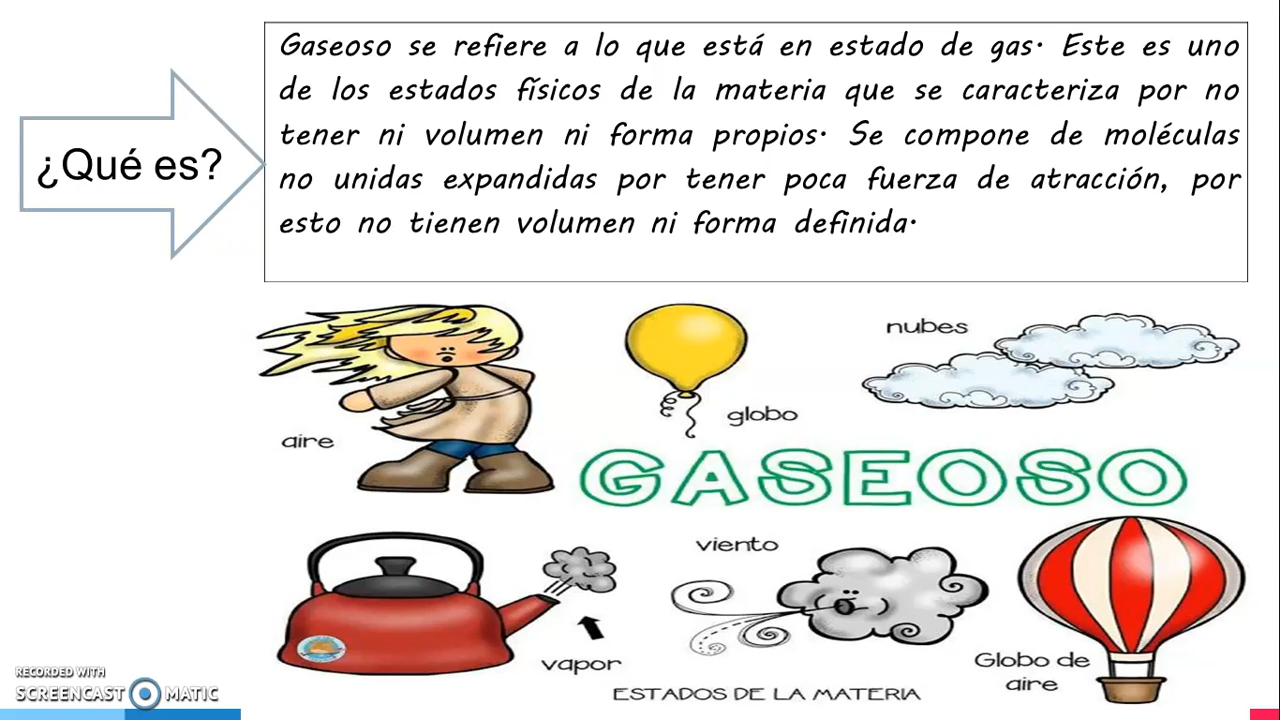 ¿Qué es?
Gaseoso se refiere a lo que está en estado de gas. Este es uno
de los estados físicos de la materia que se caracteriza por no
tener ni volumen ni forma propios. Se compone de moléculas
no unidas expandidas por tener poca fuerza de atracción, por
esto no tienen volumen ni forma definida.
nubes
globo
aire
GASEOSO
viento
vapor
Globo de
aire
ESTADOS DE LA MATERIA
RECORDED WITH
SCREENCAST MATIC